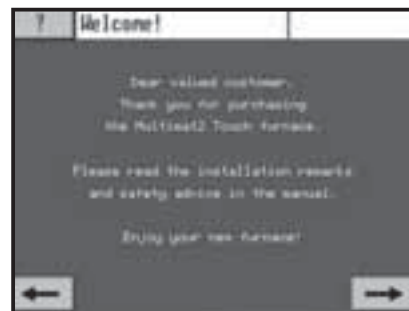 ? Welcome!
Dear valued customer,
Thank you for purchasing
the Touch furnace.
Please read the installation remarks
and safety advice in the manual.
Enjoy your new furnace!